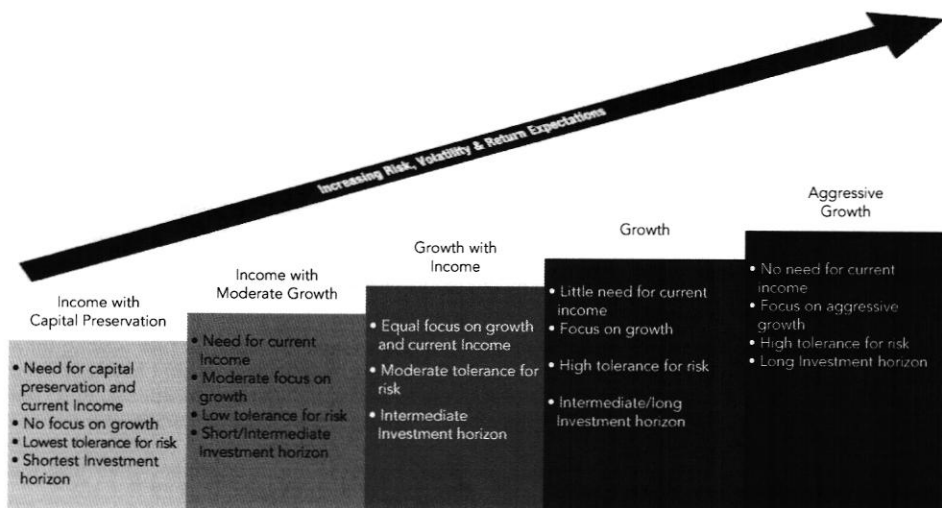 Increasing Risk, Volatility & Return Expectations
Income with
Capital Preservation
• Need for capital
preservation and
current Income
• No focus on growth
• Lowest tolerance for risk
• Shortest Investment
horizon
Income with
Moderate Growth
• Need for current
Income
• Moderate focus on
growth
• Low tolerance for risk
• Short/Intermediate
Investment horizon
Growth with
Income
• Equal focus on growth
and current Income
• Moderate tolerance for
risk
• Intermediate
Investment horizon
Growth
• Little need for current
income
• Focus on growth
• High tolerance for risk
• Intermediate/long
Investment horizon
Aggressive
Growth
• No need for current
income
• Focus on aggressive
growth
• High tolerance for risk
• Long Investment horizon